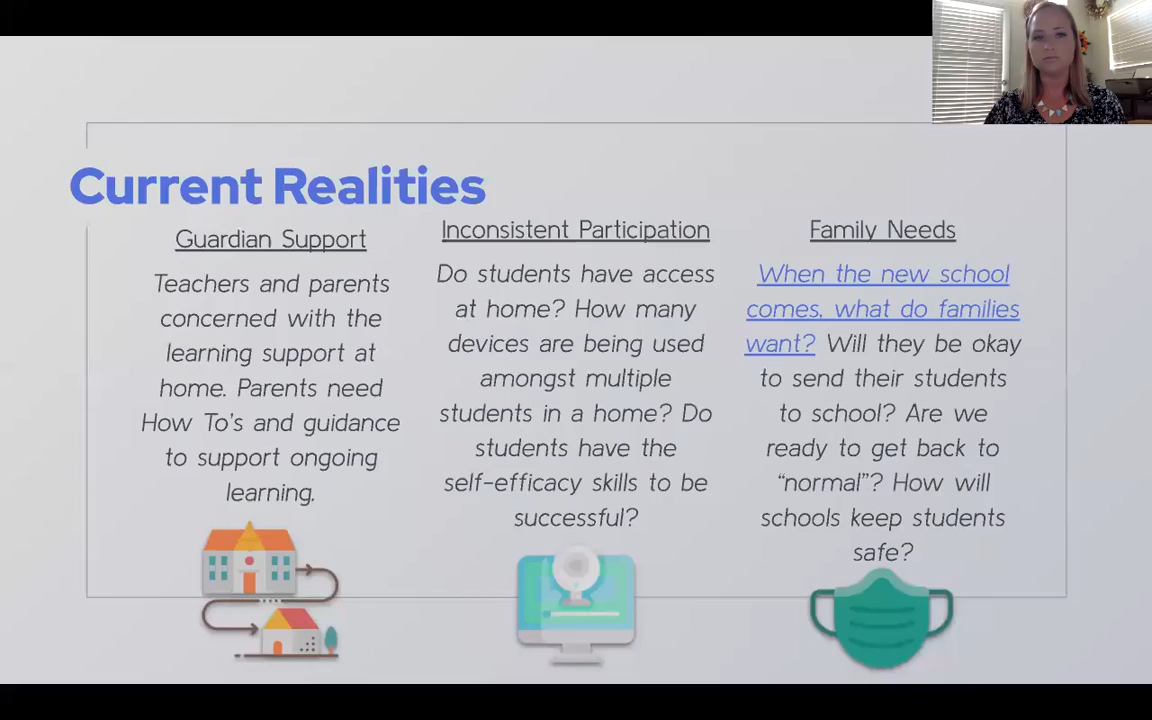 Current Realities
Guardian Support
Teachers and parents
concerned with the
learning support at
home. Parents need
How To's and guidance
to support ongoing
learning.
Inconsistent Participation
Do students have access
at home? How many
devices are being used
amongst multiple
students in a home? Do
students have the
self-efficacy skills to be
successful?
Family Needs
When the new school
comes, what do families
want? Will they be okay
to send their students
to school? Are we
ready to get back to
“normal”? How will
schools keep students
safe?